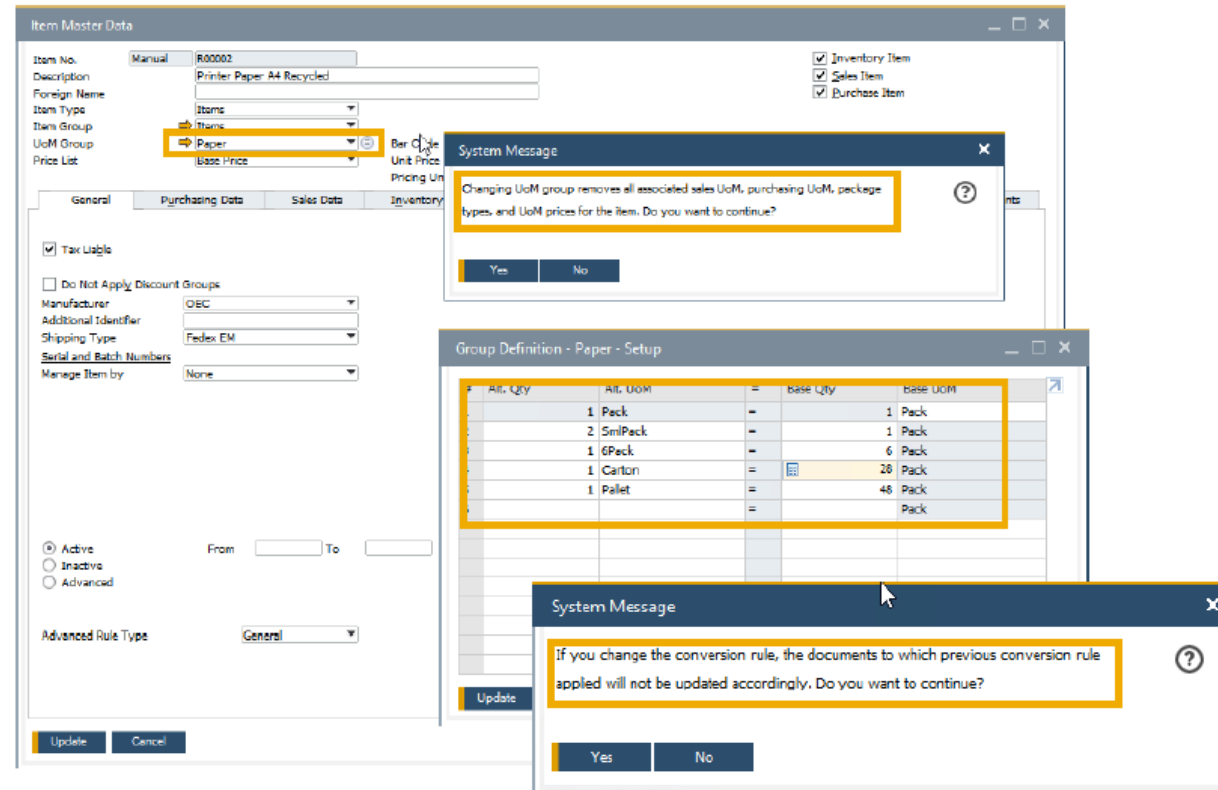 Item Master Data
Item No. Manual R00002
Description Printer Paper A4 Recycled
Foreign Name
Item Type Items
Item Group Items
UoM Group Paper
Price List Base Price
Inventory Item
Sales Item
Purchase Item
Unit Price
Pricing Un
General Purchasing Data Sales Data Inventory nts
Tax Liable
Do Not Apply Discount Groups
Manufacturer OEC
Additional Identifier
Shipping Type Fedex EM
Serial and Batch Numbers
Manage Item by None
Active From To
Inactive
Advanced
Advanced Rule Type General
Update Cancel
System Message
Changing UoM group removes all associated sales UoM, purchasing UoM, package
types, and UoM prices for the item. Do you want to continue?
Yes No
Group Definition - Paper - Setup
# Alt. Qty Alt. UoM = Base Qty Base UoM
1 Pack = 1 Pack
2 SmlPack = 1 Pack
1 6Pack = 6 Pack
1 Carton = 28 Pack
1 Pallet = 48 Pack
= Pack
Update
System Message
If you change the conversion rule, the documents to which previous conversion rule
applied will not be updated accordingly. Do you want to continue?
Yes No